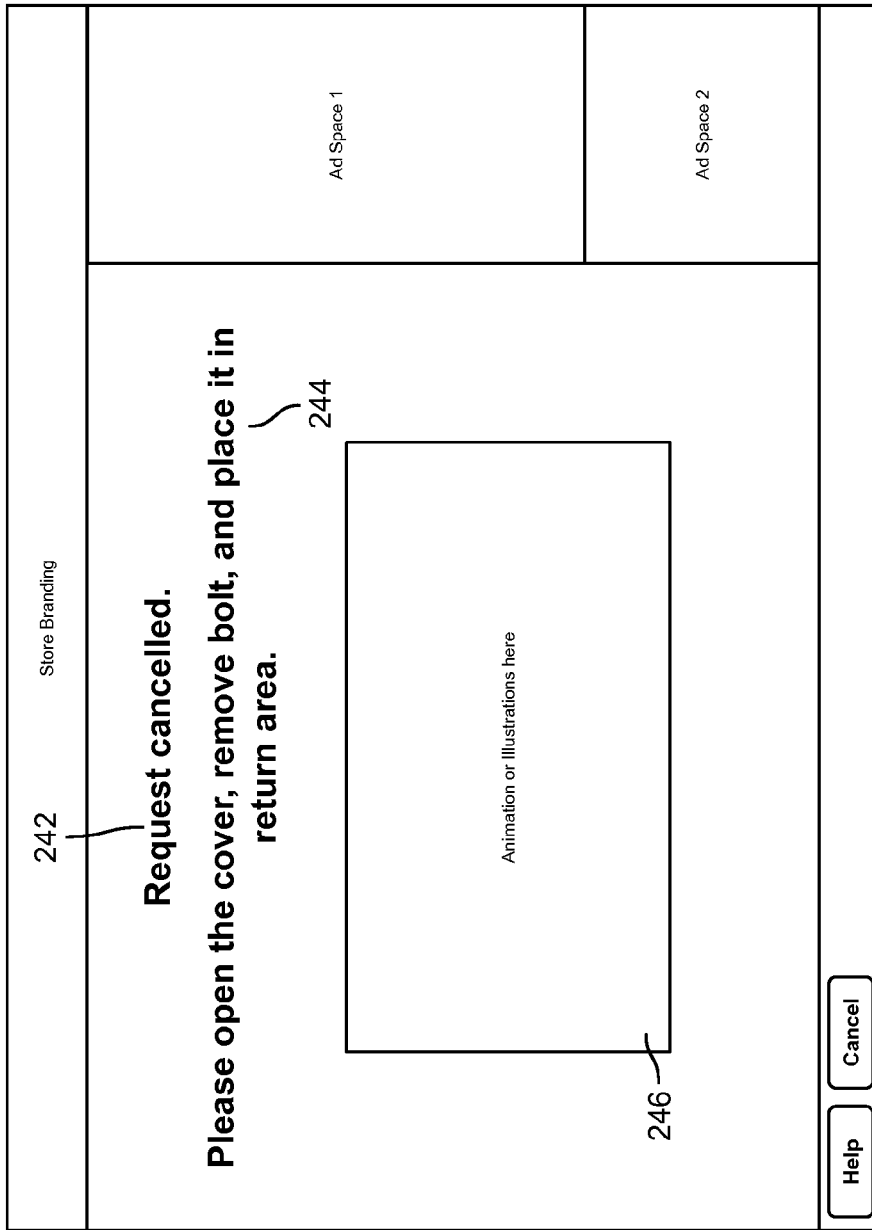 Store Branding
242
Request cancelled.
Please open the cover, remove bolt, and place it in
return area.
244
Animation or Illustrations here
246
Ad Space 1
Ad Space 2
Help
Cancel